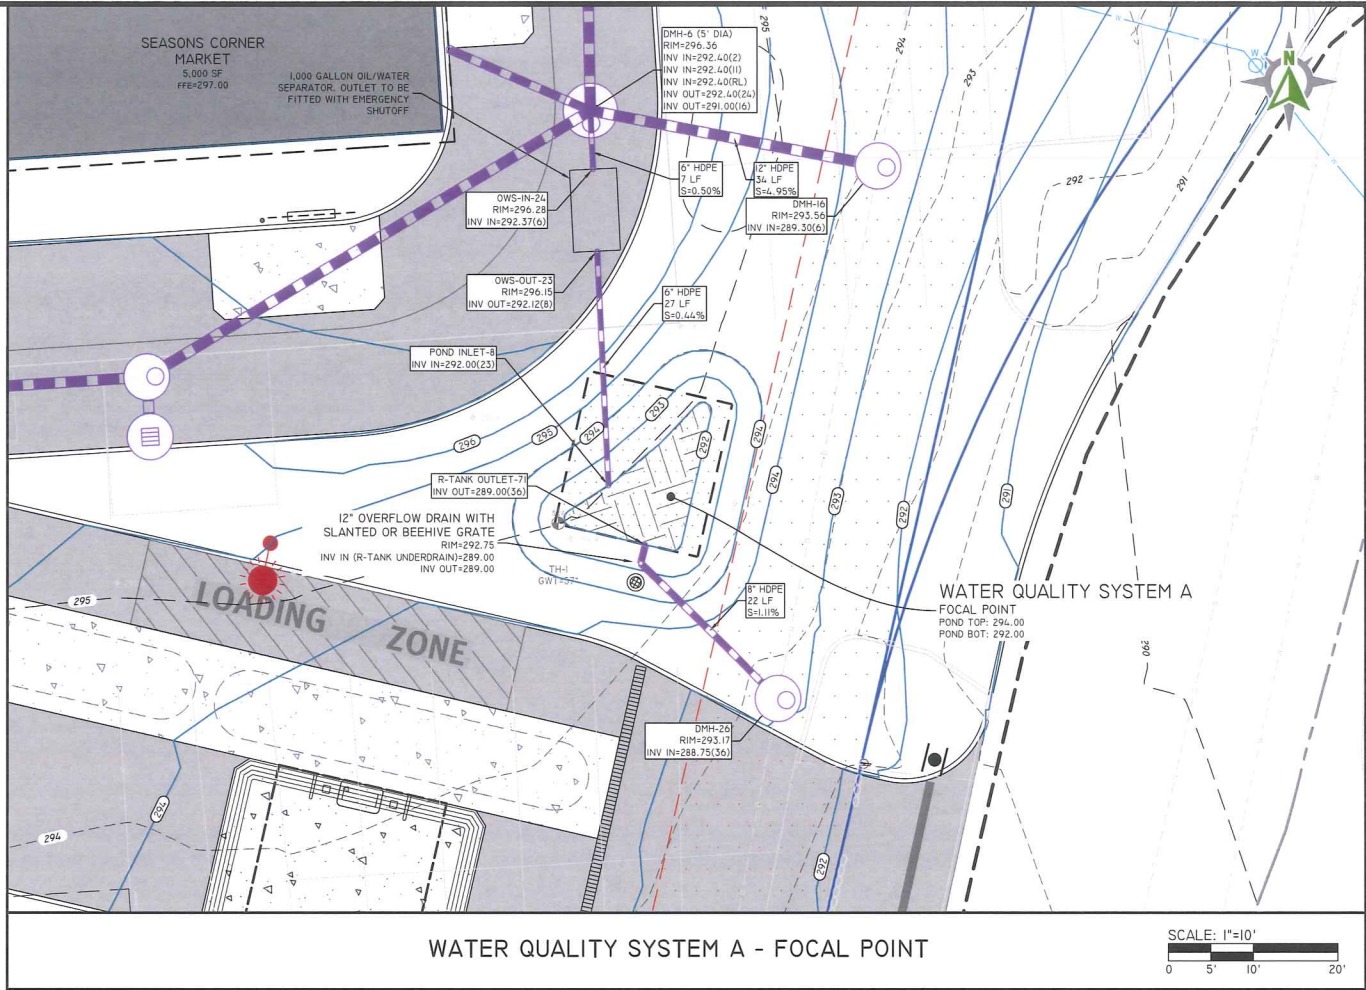 SEASONS CORNER
MARKET
5,000 SF
FFE=297.00
1,000 GALLON OIL/WATER
SEPARATOR. OUTLET TO BE
FITTED WITH EMERGENCY
SHUTOFF
DMH-6 (5' DIA)
RIM=296.36
INV IN=292.40(2)
INV IN=292.40(11)
INV IN=292.40(RL)
INV OUT=292.40(24)
INV OUT=291.00(16)
295
294
293
W
W
W
N
W
6" HDPE
7 LF
S=0.50%
12" HDPE
34 LF
S=4.95%
292
291
OWS-IN-24
RIM=296.28
INV IN=292.37(6)
DMH-16
RIM=293.56
INV IN=289.30(6)
OWS-OUT-23
RIM=296.15
INV OUT=292.12(8)
6" HDPE
27 LF
S=0.44%
POND INLET-8
INV IN=292.00(23)
296
295
294
293
292
294
294
293
292
291
R-TANK OUTLET-71
INV OUT=289.00(36)
12" OVERFLOW DRAIN WITH
SLANTED OR BEEHIVE GRATE
RIM=292.75
INV IN (R-TANK UNDERDRAIN)=289.00
INV OUT=289.00
TH-1
GWT=57"
8" HDPE
22 LF
S=1.11%
WATER QUALITY SYSTEM A
FOCAL POINT
POND TOP: 294.00
POND BOT: 292.00
295
LOADING
ZONE
290
DMH-26
RIM=293.17
INV IN=288.75(36)
294
294
292
WATER QUALITY SYSTEM A - FOCAL POINT
SCALE: 1"=10'
0 5' 10' 20'